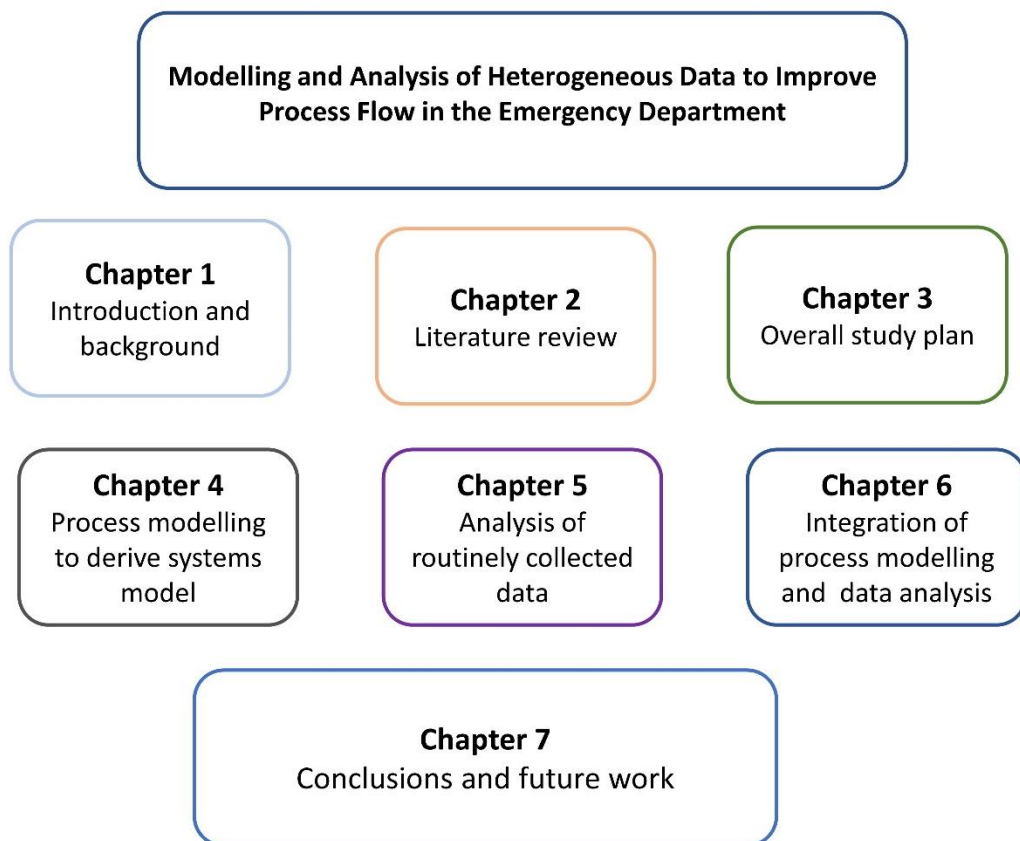 Modelling and Analysis of Heterogeneous Data to Improve
Process Flow in the Emergency Department
Chapter 1
Introduction and
background
Chapter 2
Literature review
Chapter 3
Overall study plan
Chapter 4
Process modelling
to derive systems
model
Chapter 5
Analysis of
routinely collected
data
Chapter 6
Integration of
process modelling
and  data analysis
Chapter 7
Conclusions and future work